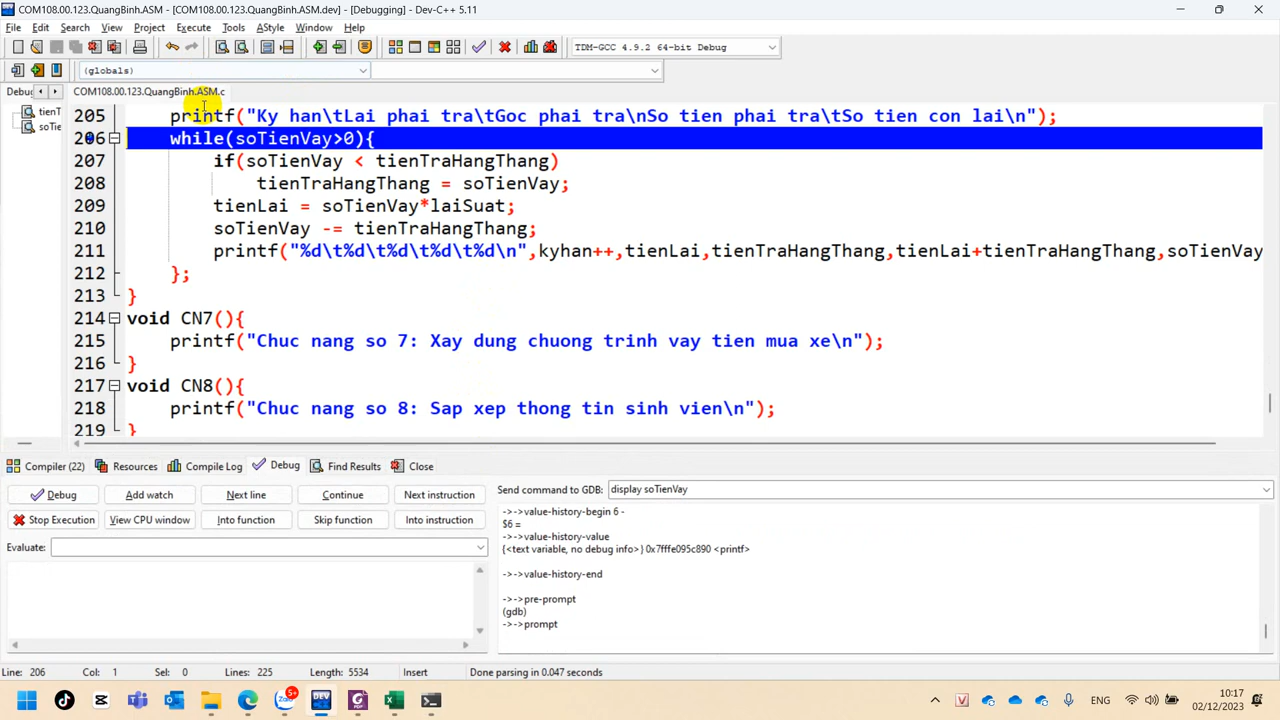 COM108.00.123.QuangBinh.ASM - [COM108.00.123.QuangBinh.ASM.dev] - [Debugging] - Dev-C++ 5.11
File Edit Search View Project Execute Tools AStyle Window Help
TDM-GCC 4.9.2 64-bit Debug
(globals)
Debug COM108.00.123.QuangBinh.ASM.c
tienT
soTie
205 printf("Ky han\tLai phai tra\tGoc phai tra\nSo tien phai tra\tSo tien con lai\n");
206 while(soTienVay>0){
207 if(soTienVay < tienTraHangThang)
208 tienTraHangThang = soTienVay;
209 tienLai = soTienVay*laiSuat;
210 soTienVay -= tienTraHangThang;
211 printf("%d\t%d\t%d\t%d\t%d\n",kyhan++,tienLai,tienTraHangThang,tienLai+tienTraHangThang,soTienVay
212 };
213 }
214 void CN7(){
215 printf("Chuc nang so 7: Xay dung chuong trinh vay tien mua xe\n");
216 }
217 void CN8(){
218 printf("Chuc nang so 8: Sap xep thong tin sinh vien\n");
219 }
Compiler (22) Resources Compile Log Debug Find Results Close
Debug Add watch Next line Continue Next instruction
Stop Execution View CPU window Into function Skip function Into instruction
Evaluate:
Send command to GDB: display soTienVay
->->value-history-begin 6 -
$6 =
->->value-history-value
{<text variable, no debug info>} 0x7fffe095c890 <printf>
->->value-history-end
->->pre-prompt
(gdb)
->->prompt
Line: 206 Col: 1 Sel: 0 Lines: 225 Length: 5534 Insert Done parsing in 0.047 seconds
5+
Zalo
DEV
ENG
10:17
02/12/2023